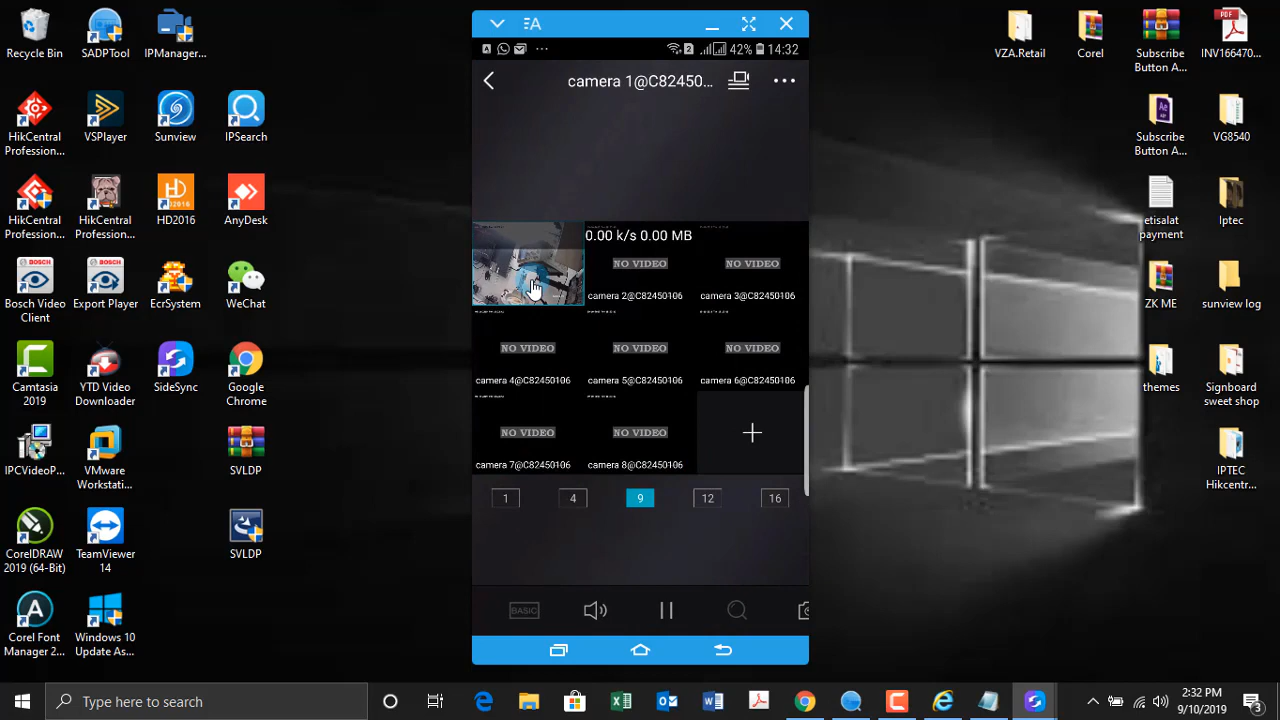 Recycle Bin
SADPTool
IPManager...
HikCentral
Profession...
VSPlayer
Sunview
IPSearch
HikCentral
Profession...
HikCentral
Profession...
HD2016
AnyDesk
Bosch Video
Client
Export Player
EcrSystem
WeChat
Camtasia
2019
YTD Video
Downloader
SideSync
Google
Chrome
IPCVideoP...
VMware
Workstati...
SVLDP
CorelDRAW
2019 (64-Bit)
TeamViewer
14
SVLDP
Corel Font
Manager 2...
Windows 10
Update As...
42% 14:32
camera 1@C82450...
0.00 k/s 0.00 MB
NO VIDEO
NO VIDEO
camera 2@C82450106
camera 3@C82450106
NO VIDEO
NO VIDEO
NO VIDEO
camera 4@C82450106
camera 5@C82450106
camera 6@C82450106
NO VIDEO
NO VIDEO
camera 7@C82450106
camera 8@C82450106
1
4
9
12
16
BASIC
VZA.Retail
Corel
Subscribe
Button A...
INV166470...
Subscribe
Button A...
VG8540
etisalat
payment
Iptec
ZK ME
sunview log
themes
Signboard
sweet shop
IPTEC
Hikcentr...
Type here to search
2:32 PM
9/10/2019